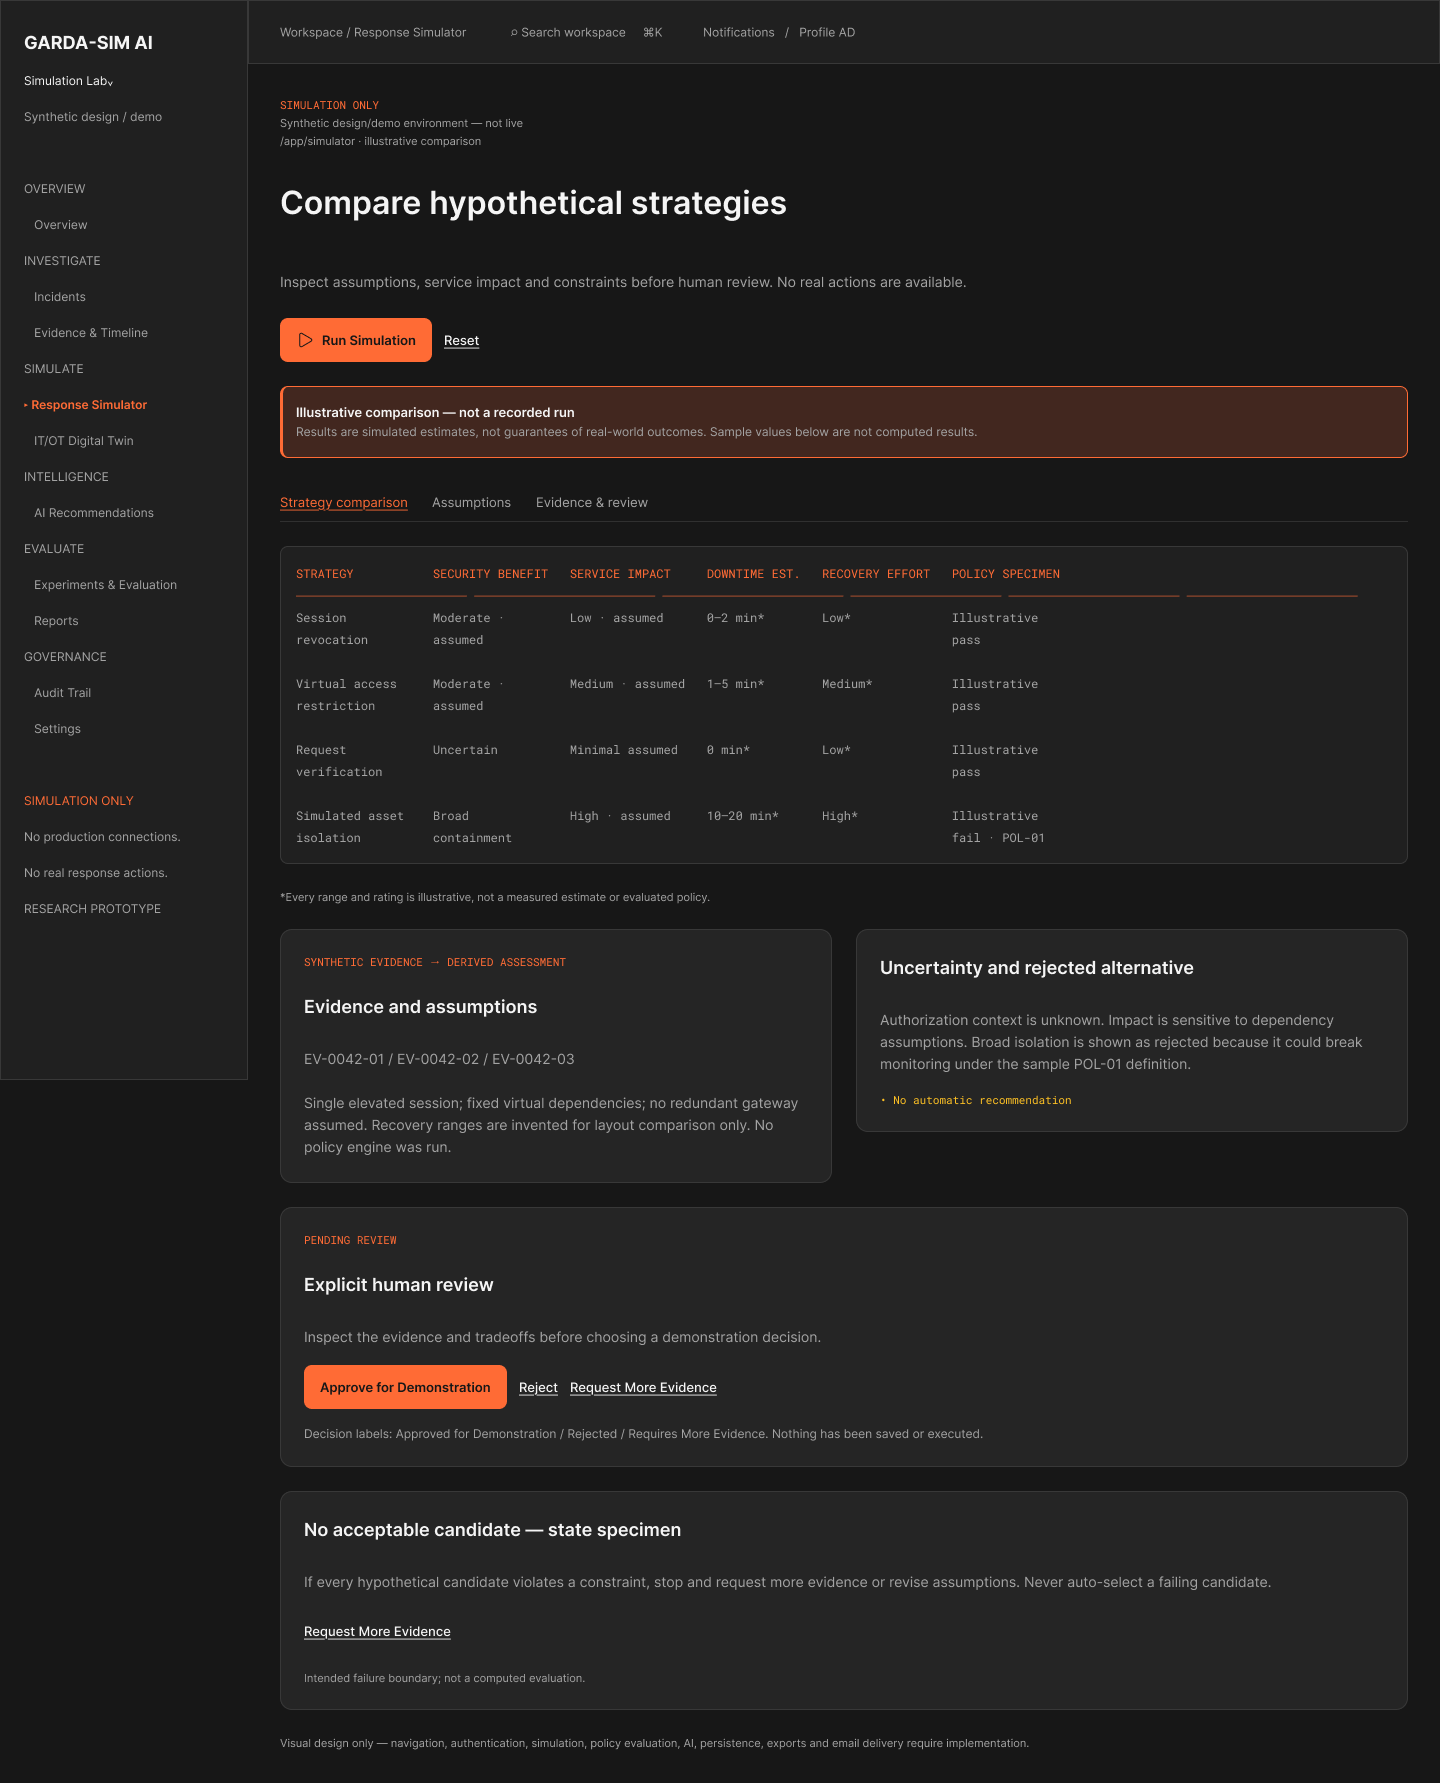 GARDA-SIM AI
Simulation Lab˅
Synthetic design / demo
OVERVIEW
Overview
INVESTIGATE
Incidents
Evidence & Timeline
SIMULATE
▸ Response Simulator
IT/OT Digital Twin
INTELLIGENCE
AI Recommendations
EVALUATE
Experiments & Evaluation
Reports
GOVERNANCE
Audit Trail
Settings
SIMULATION ONLY
No production connections.
No real response actions.
RESEARCH PROTOTYPE
Workspace / Response Simulator ⌕ Search workspace ⌘K Notifications / Profile AD
SIMULATION ONLY
Synthetic design/demo environment — not live
/app/simulator · illustrative comparison
Compare hypothetical strategies
Inspect assumptions, service impact and constraints before human review. No real actions are available.
Run Simulation Reset
Illustrative comparison — not a recorded run
Results are simulated estimates, not guarantees of real-world outcomes. Sample values below are not computed results.
Strategy comparison Assumptions Evidence & review
STRATEGY SECURITY BENEFIT SERVICE IMPACT DOWNTIME EST. RECOVERY EFFORT POLICY SPECIMEN
Session Moderate · Low · assumed 0–2 min* Low* Illustrative
revocation assumed pass
Virtual access Moderate · Medium · assumed 1–5 min* Medium* Illustrative
restriction assumed pass
Request Uncertain Minimal assumed 0 min* Low* Illustrative
verification pass
Simulated asset Broad High · assumed 10–20 min* High* Illustrative
isolation containment fail · POL-01
*Every range and rating is illustrative, not a measured estimate or evaluated policy.
SYNTHETIC EVIDENCE → DERIVED ASSESSMENT
Evidence and assumptions
EV-0042-01 / EV-0042-02 / EV-0042-03
Single elevated session; fixed virtual dependencies; no redundant gateway
assumed. Recovery ranges are invented for layout comparison only. No
policy engine was run.
Uncertainty and rejected alternative
Authorization context is unknown. Impact is sensitive to dependency
assumptions. Broad isolation is shown as rejected because it could break
monitoring under the sample POL-01 definition.
• No automatic recommendation
PENDING REVIEW
Explicit human review
Inspect the evidence and tradeoffs before choosing a demonstration decision.
Approve for Demonstration Reject Request More Evidence
Decision labels: Approved for Demonstration / Rejected / Requires More Evidence. Nothing has been saved or executed.
No acceptable candidate — state specimen
If every hypothetical candidate violates a constraint, stop and request more evidence or revise assumptions. Never auto-select a failing candidate.
Request More Evidence
Intended failure boundary; not a computed evaluation.
Visual design only — navigation, authentication, simulation, policy evaluation, AI, persistence, exports and email delivery require implementation.